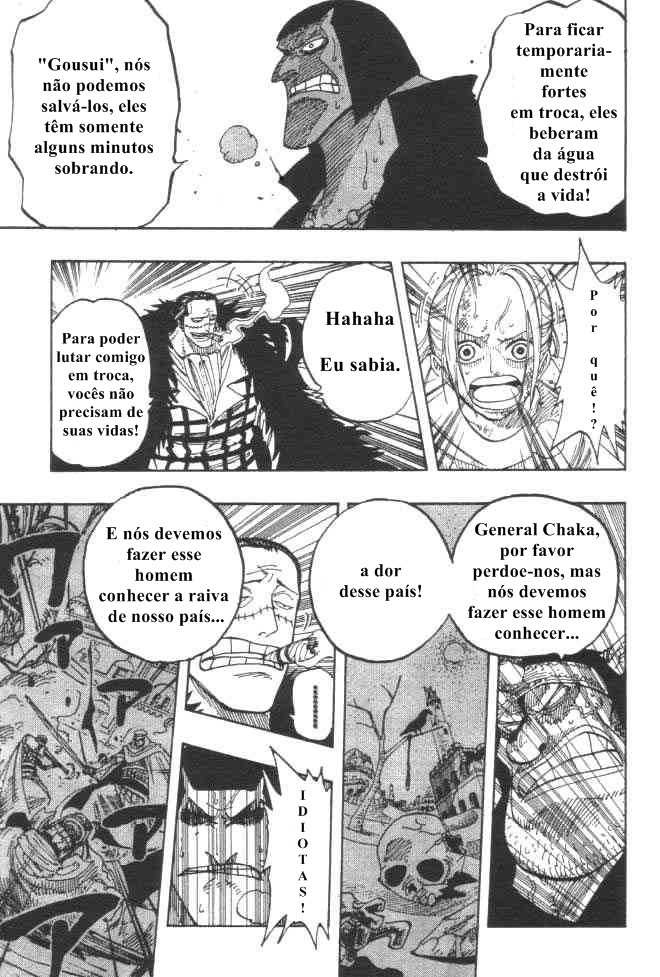 Para ficar
temporaria-
mente
fortes
em troca, eles
beberam
da água
que destrói
a vida!
"Gousui", nós
não podemos
salvá-los, eles
têm somente
alguns minutos
sobrando.
Por quê!?
Hahaha
Eu sabia.
Para poder
lutar comigo
em troca,
vocês não
precisam de
suas vidas!
General Chaka,
por favor
perdoe-nos, mas
nós devemos
fazer esse homem
conhecer...
a dor
desse país!
E nós devemos
fazer esse
homem
conhecer a raiva
de nosso país...
.........
IDIOTAS!